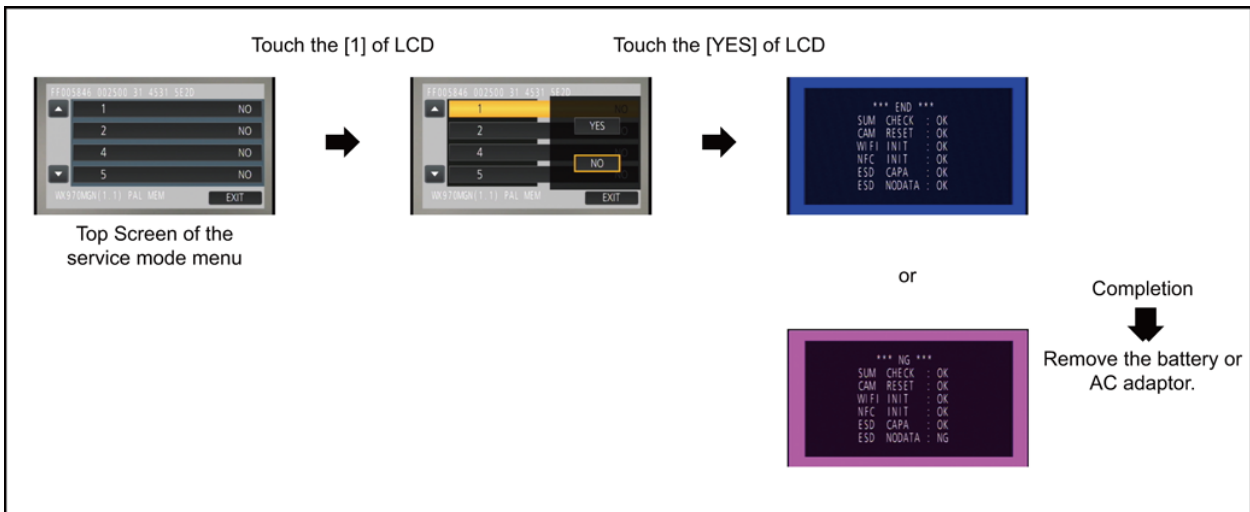 Touch the [1] of LCD
Touch the [YES] of LCD
FF005846 002500 31 4531 SE2D
1 NO
2 NO
4 NO
5 NO
WX970MGN(1.1) PAL MEM EXIT
Top Screen of the
service mode menu
FF005846 002500 31 4531 SE2D
1 NO
2 YES
4 NO
5
WX970MGN(1.1) PAL MEM EXIT
*** END ***
SUM CHECK : OK
CAM RESET : OK
WIFI INIT : OK
NFC INIT : OK
ESD CAPA : OK
ESD NODATA : OK
or
*** NG ***
SUM CHECK : OK
CAM RESET : OK
WIFI INIT : OK
NFC INIT : OK
ESD CAPA : OK
ESD NODATA : NG
Completion
Remove the battery or
AC adaptor.